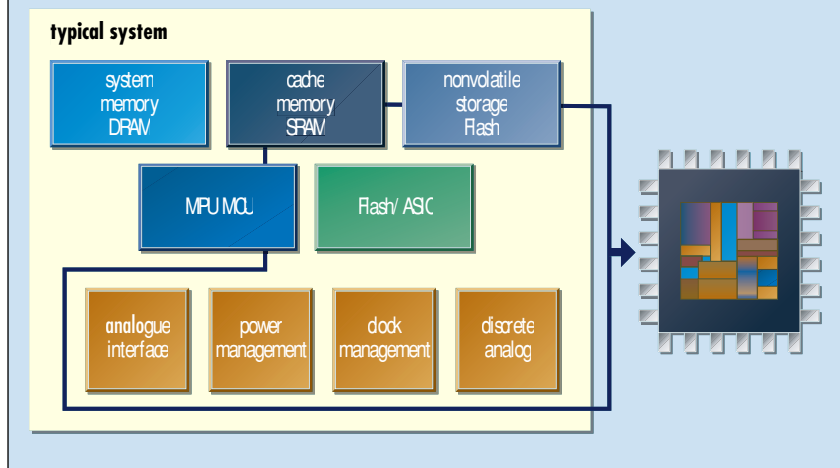 typical system
system
memory
DRAM
cache
memory
SRAM
nonvolatile
storage
Flash
MPU MCU
Flash/ ASIC
analogue
interface
power
management
clock
management
discrete
analog